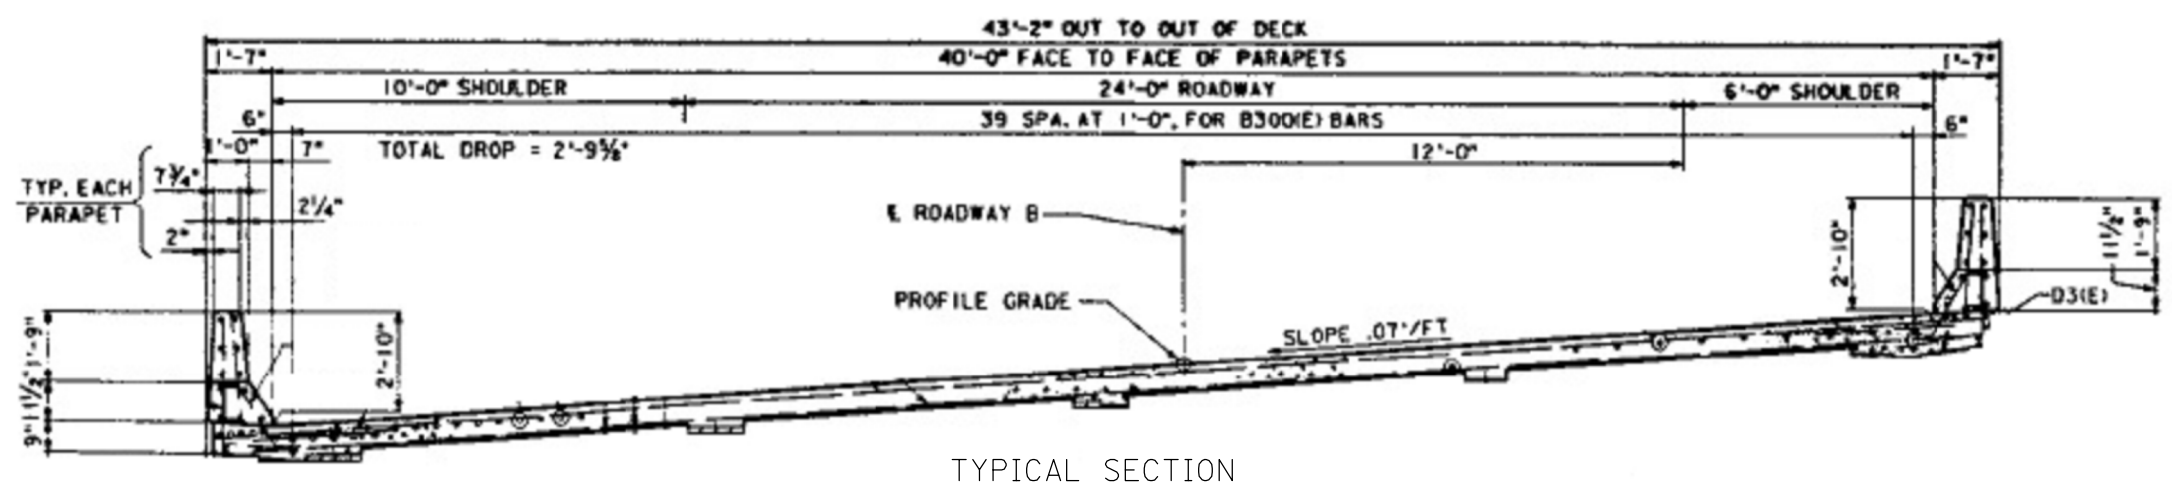 43'-2" OUT TO OUT OF DECK
1'-7" 40'-0" FACE TO FACE OF PARAPETS 1'-7"
10'-0" SHOULDER 24'-0" ROADWAY 6'-0" SHOULDER
6" 39 SPA. AT 1'-0", FOR B300(E) BARS 6"
1'-0" 7" TOTAL DROP = 2'-9⅝" 12'-0"
7¾"
TYP. EACH
PARAPET
2¼"
2"
℄ ROADWAY B
PROFILE GRADE
SLOPE .07'/FT
2'-10"
11½"
1'-9"
D3(E)
1'-9"
11½"
9"
2'-10"
TYPICAL SECTION